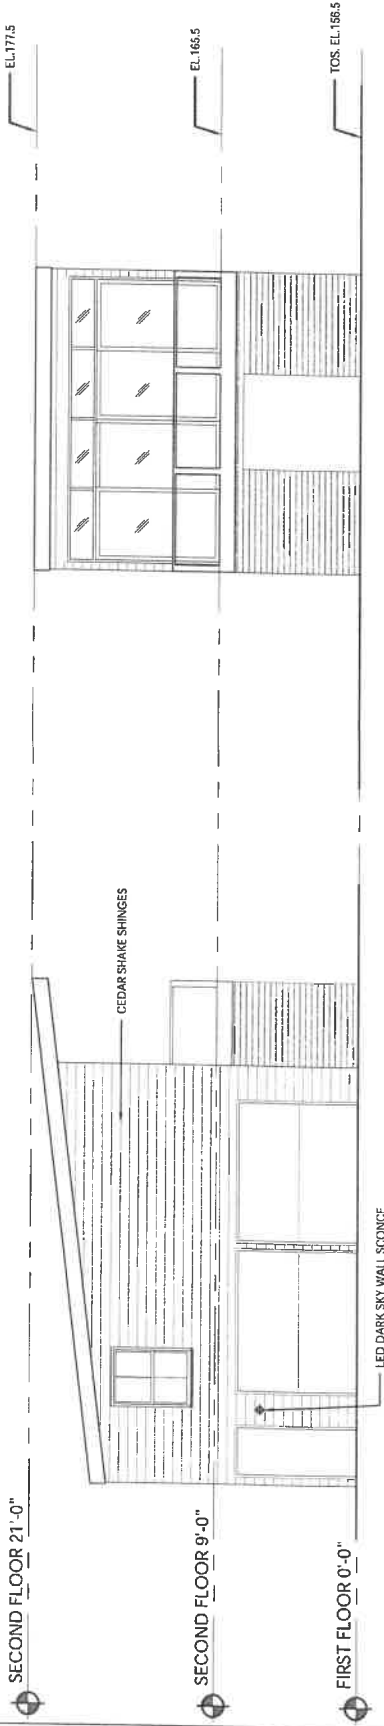 SECOND FLOOR 21'-0"
SECOND FLOOR 9'-0"
FIRST FLOOR 0'-0"
CEDAR SHAKE SHINGES
LED DARK SKY WALL SCONCE
EL.177.5
EL.165.5
TOS. EL.156.5